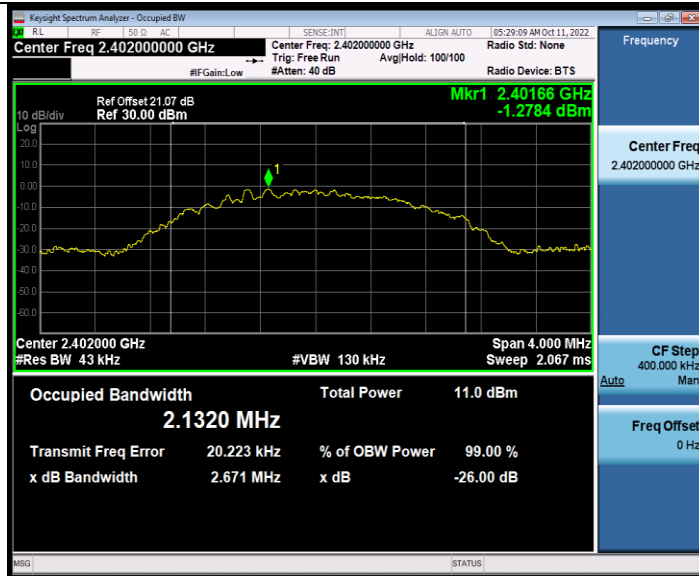 Keysight Spectrum Analyzer - Occupied BW
RL RF 50 Ω AC SENSE:INT ALIGN AUTO 05:29:09 AM Oct 11, 2022
Center Freq 2.402000000 GHz
Center Freq: 2.402000000 GHz Radio Std: None
Trig: Free Run Avg|Hold: 100/100
#IFGain:Low #Atten: 40 dB Radio Device: BTS
Frequency
Mkr1 2.40166 GHz
-1.2784 dBm
Ref Offset 21.07 dB
10 dB/div Ref 30.00 dBm
Log
20.0
10.0
0.00
-10.0
-20.0
-30.0
-40.0
-50.0
-60.0
1
Center 2.402000 GHz Span 4.000 MHz
#Res BW 43 kHz #VBW 130 kHz Sweep 2.067 ms
Occupied Bandwidth Total Power 11.0 dBm
2.1320 MHz
Transmit Freq Error 20.223 kHz % of OBW Power 99.00 %
x dB Bandwidth 2.671 MHz x dB -26.00 dB
Center Freq
2.402000000 GHz
CF Step
400.000 kHz
Auto Man
Freq Offset
0 Hz
MSG STATUS